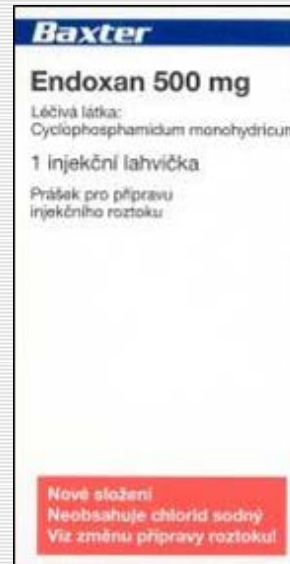 Baxter
Endoxan 500 mg
Léčivá látka:
Cyclophosphamidum monohydricum
1 injekční lahvička
Prášek pro přípravu
injekčního roztoku
Nové složení
Neobsahuje chlorid sodný
Viz změnu přípravy roztoku!